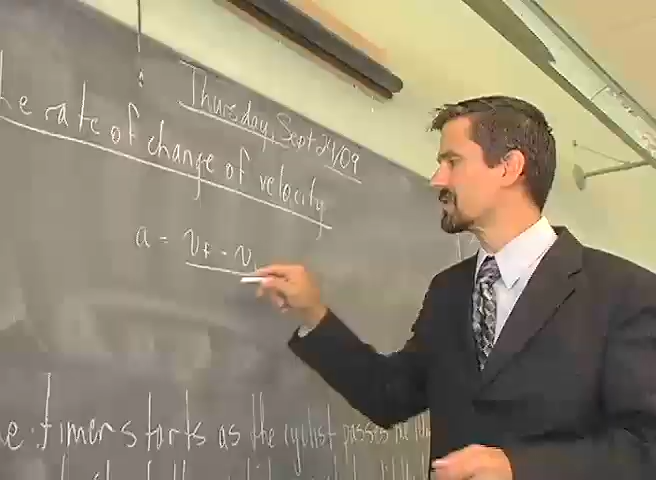 Thursday, Sept 24/09
he rate of change of velocity
a = v_f - v
e: timer starts as the cyclist passes